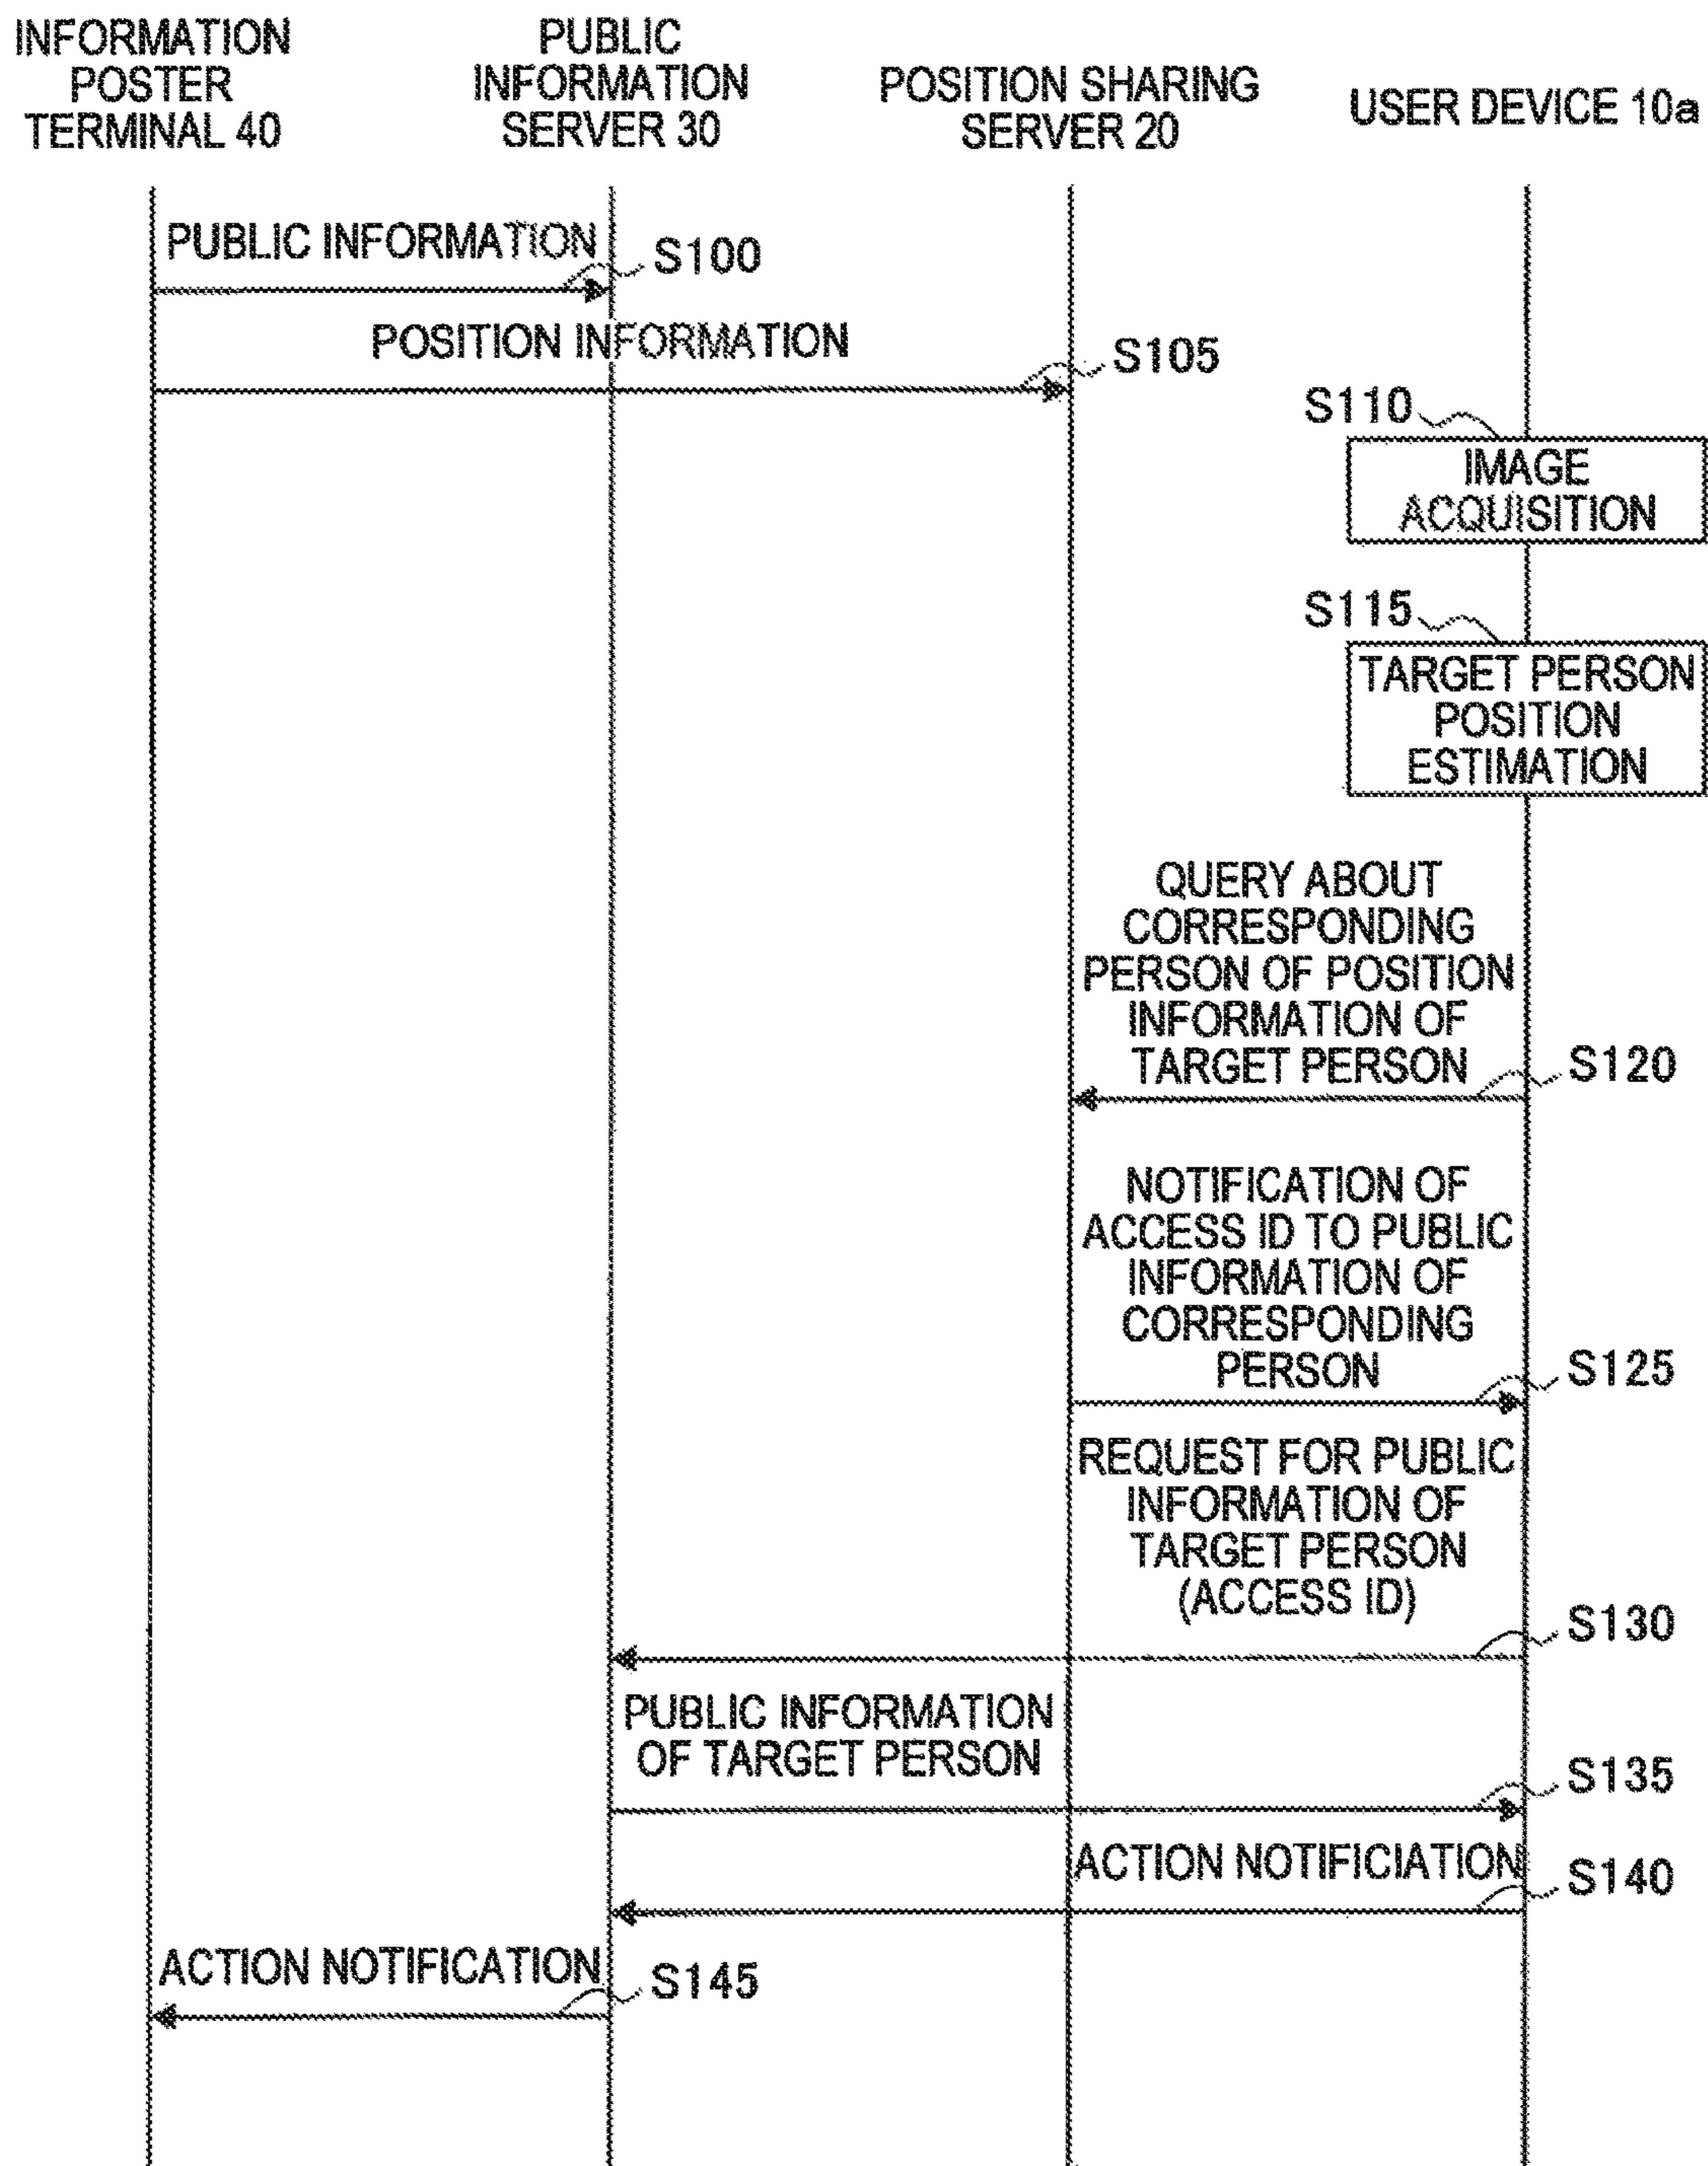 INFORMATION
POSTER
TERMINAL 40
PUBLIC
INFORMATION
SERVER 30
POSITION SHARING
SERVER 20
USER DEVICE 10a
PUBLIC INFORMATION
S100
POSITION INFORMATION
S105
S110
IMAGE
ACQUISITION
S115
TARGET PERSON
POSITION
ESTIMATION
QUERY ABOUT
CORRESPONDING
PERSON OF POSITION
INFORMATION OF
TARGET PERSON
S120
NOTIFICATION OF
ACCESS ID TO PUBLIC
INFORMATION OF
CORRESPONDING
PERSON
S125
REQUEST FOR PUBLIC
INFORMATION OF
TARGET PERSON
(ACCESS ID)
S130
PUBLIC INFORMATION
OF TARGET PERSON
S135
ACTION NOTIFICIATION
S140
ACTION NOTIFICATION
S145